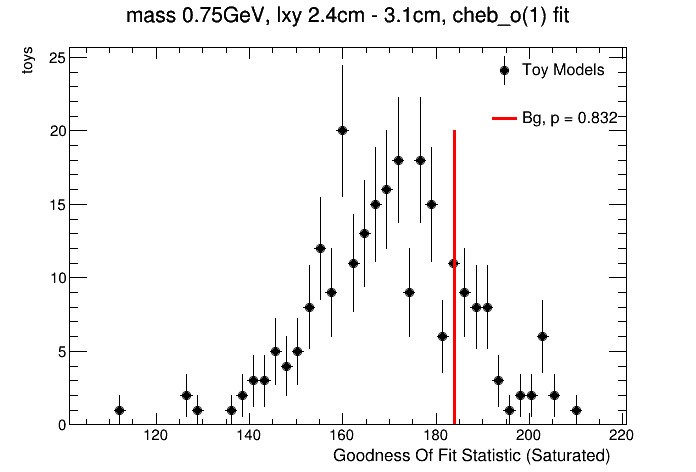 mass 0.75GeV, lxy 2.4cm - 3.1cm, cheb_o(1) fit
toys
25
20
15
10
5
0
Toy Models
Bg, p = 0.832
120
140
160
180
200
220
Goodness Of Fit Statistic (Saturated)